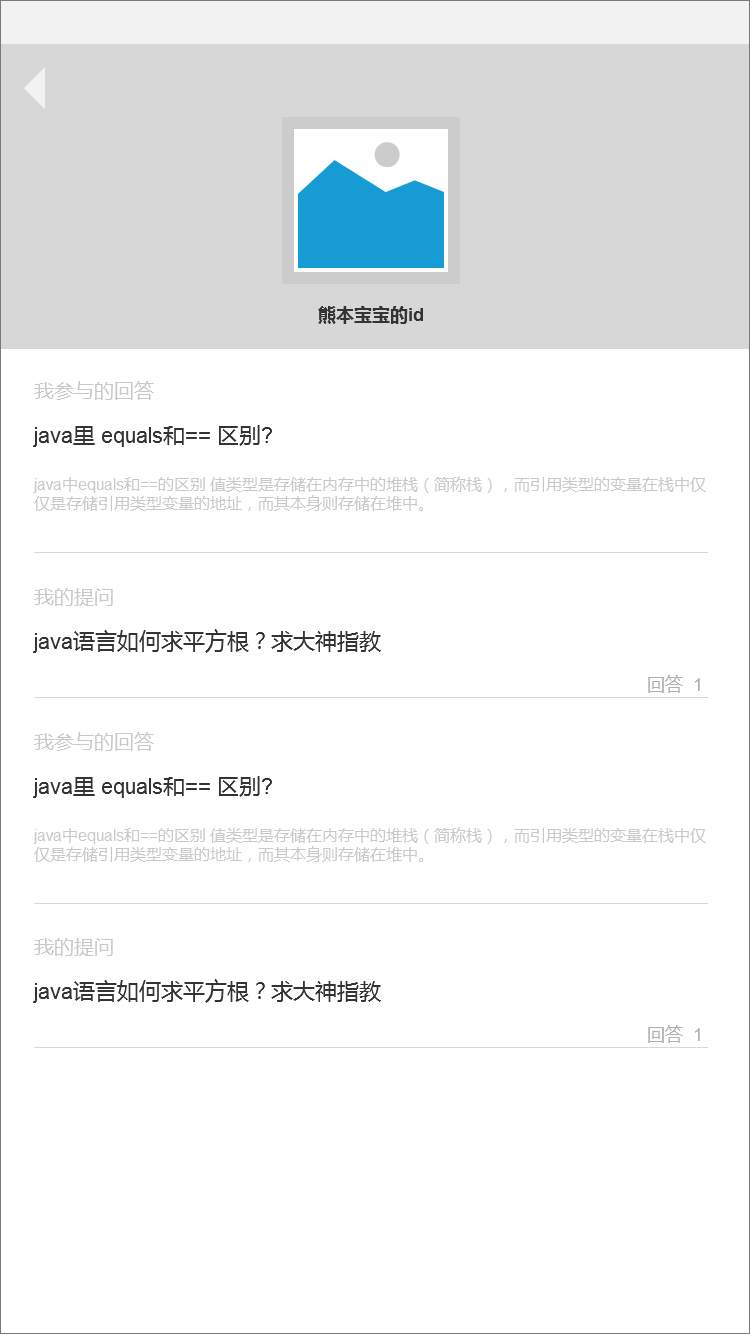 熊本宝宝的id
我参与的回答
java里 equals和== 区别?
java中equals和==的区别 值类型是存储在内存中的堆栈（简称栈），而引用类型的变量在栈中仅
仅是存储引用类型变量的地址，而其本身则存储在堆中。
我的提问
java语言如何求平方根？求大神指教
回答 1
我参与的回答
java里 equals和== 区别?
java中equals和==的区别 值类型是存储在内存中的堆栈（简称栈），而引用类型的变量在栈中仅
仅是存储引用类型变量的地址，而其本身则存储在堆中。
我的提问
java语言如何求平方根？求大神指教
回答 1